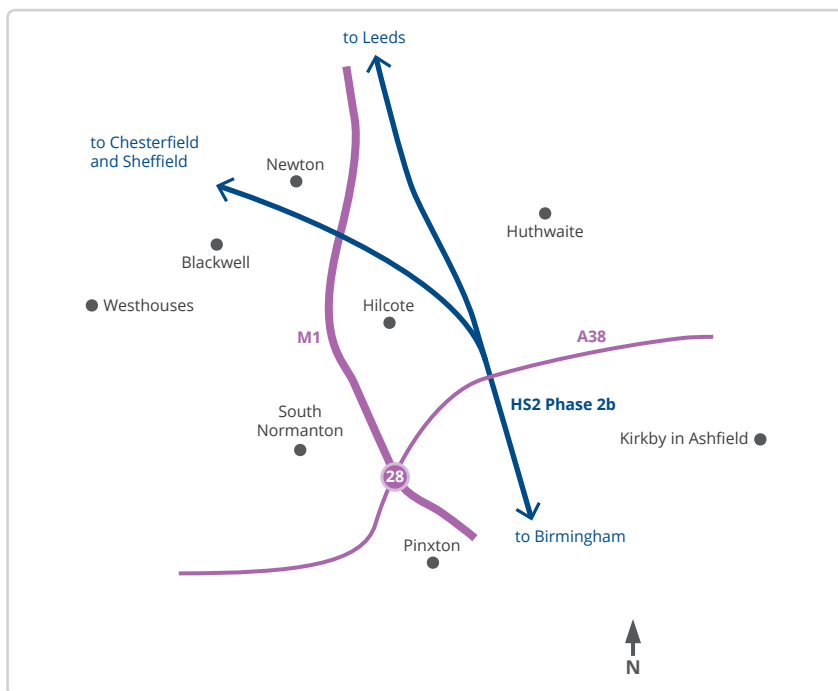 to Leeds
to Chesterfield
and Sheffield
Newton
Huthwaite
Blackwell
Westhouses
Hilcote
M1
A38
HS2 Phase 2b
South
Normanton
Kirkby in Ashfield
28
to Birmingham
Pinxton
N